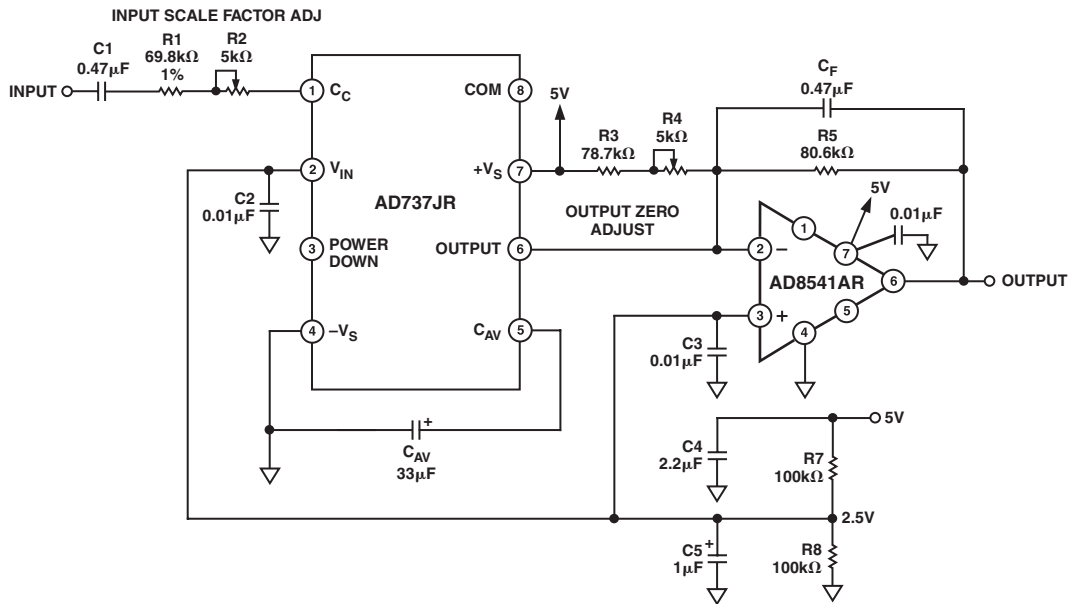 INPUT SCALE FACTOR ADJ
C1
0.47µF
R1
69.8kΩ
1%
R2
5kΩ
INPUT
1
CC
COM
8
5V
CF
0.47µF
R3
78.7kΩ
R4
5kΩ
R5
80.6kΩ
2
VIN
+VS
7
C2
0.01µF
AD737JR
OUTPUT ZERO
ADJUST
5V
0.01µF
3
POWER
DOWN
OUTPUT
6
2
–
1
7
AD8541AR
6
OUTPUT
4
–VS
CAV
5
3
+
4
5
C3
0.01µF
+
CAV
33µF
5V
C4
2.2µF
R7
100kΩ
2.5V
C5
+
1µF
R8
100kΩ